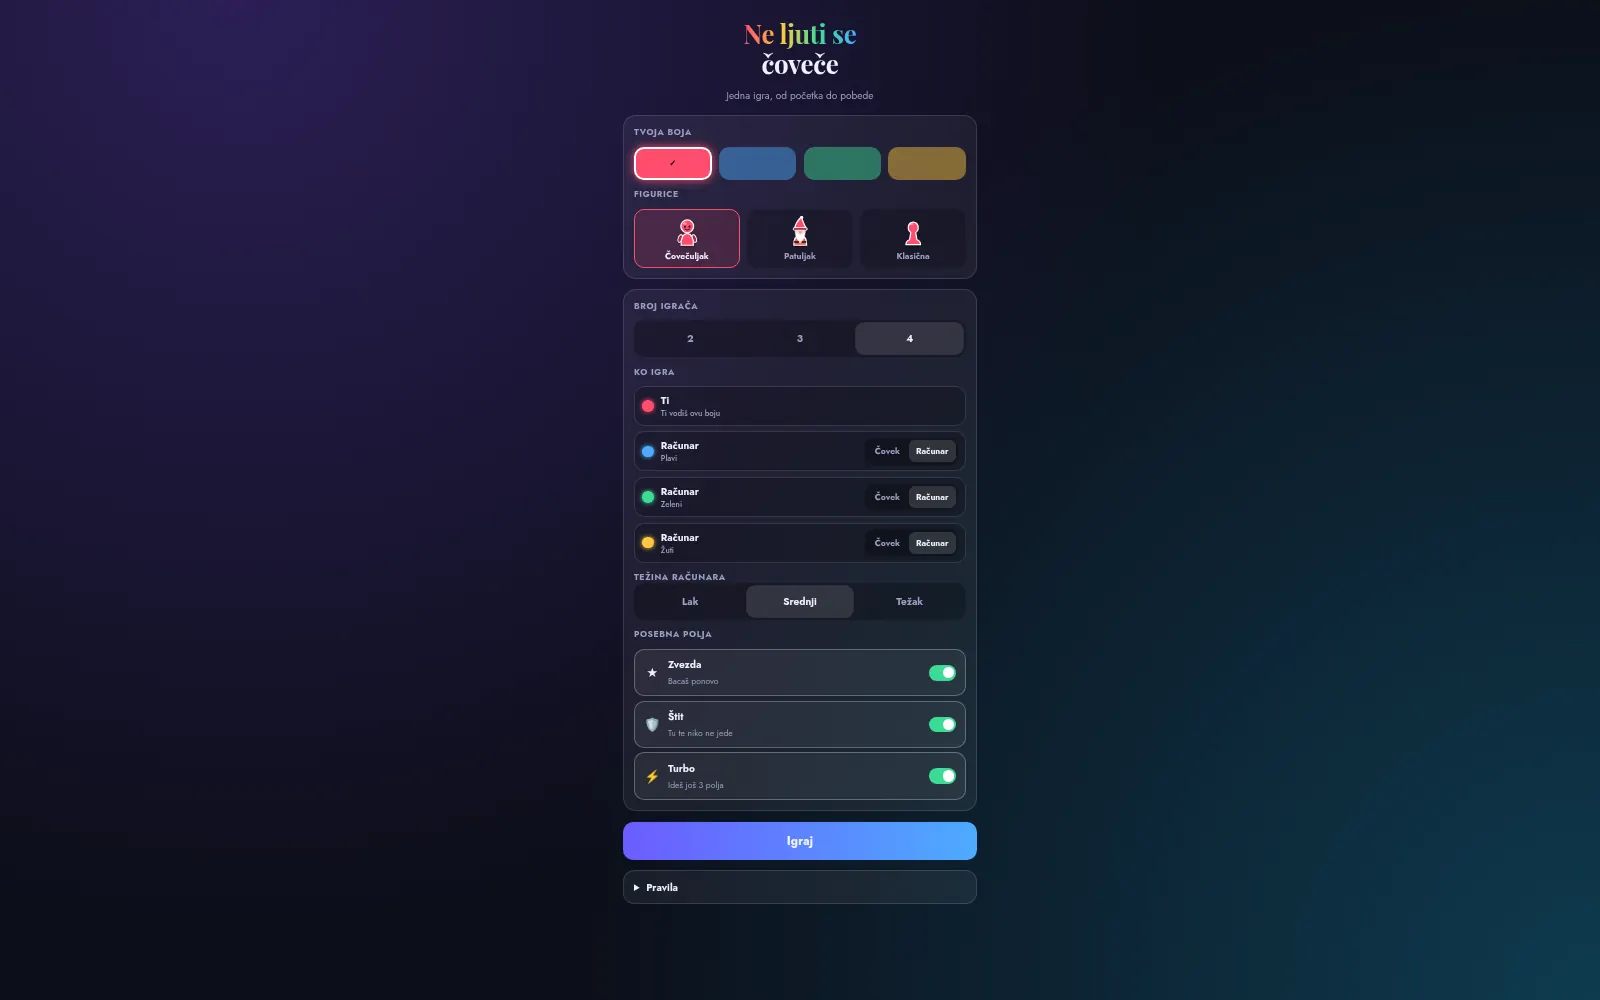 Ne ljuti se
čoveče
Jedna igra, od početka do pobede
TVOJA BOJA
✓
FIGURICE
Čovečuljak
Patuljak
Klasična
BROJ IGRAČA
2
3
4
KO IGRA
Ti
Ti vodiš ovu boju
Računar
Plavi
Čovek
Računar
Računar
Zeleni
Čovek
Računar
Računar
Žuti
Čovek
Računar
TEŽINA RAČUNARA
Lak
Srednji
Težak
POSEBNA POLJA
Zvezda
Bacaš ponovo
Štit
Tu te niko ne jede
Turbo
Ideš još 3 polja
Igraj
Pravila